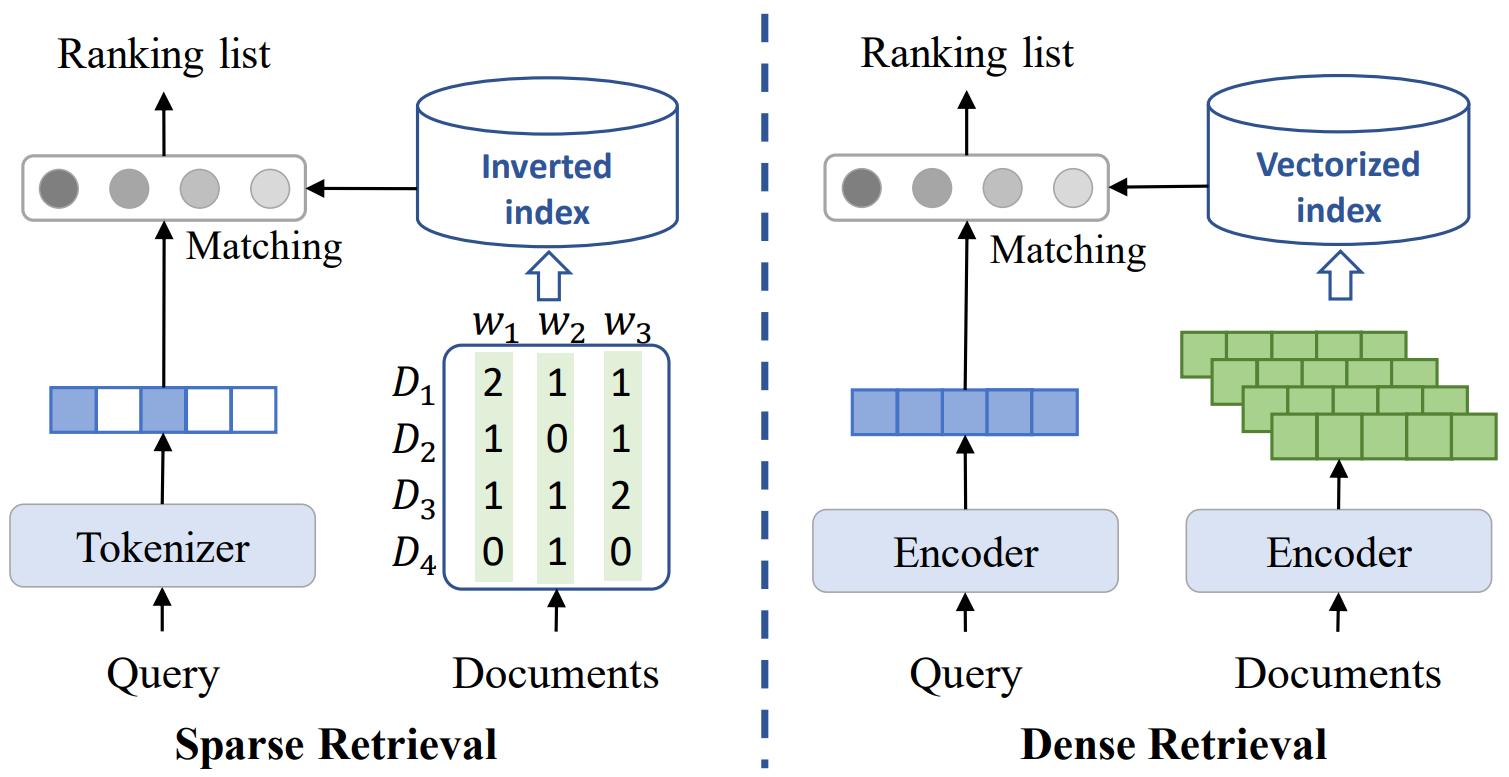 Ranking list
Inverted
index
Matching
w₁ w₂ w₃
D₁ 2 1 1
D₂ 1 0 1
D₃ 1 1 2
D₄ 0 1 0
Tokenizer
Query
Documents
Sparse Retrieval
Ranking list
Vectorized
index
Matching
Encoder
Encoder
Query
Documents
Dense Retrieval